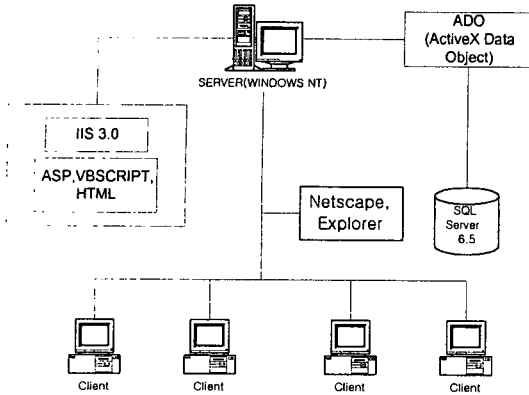 ADO
(ActiveX Data
Object)
SERVER(WINDOWS NT)
IIS 3.0
ASP,VBSCRIPT,
HTML
Netscape,
Explorer
SQL
Server
6.5
Client
Client
Client
Client